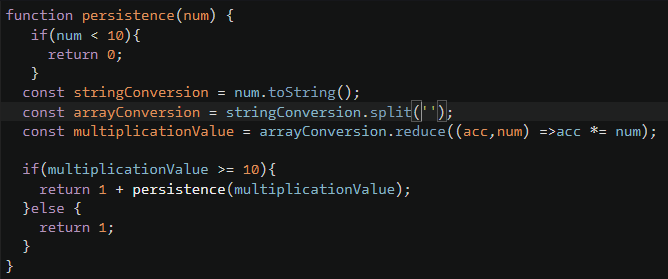 function persistence(num) {
   if(num < 10){
     return 0;
   }
  const stringConversion = num.toString();
  const arrayConversion = stringConversion.split('');
  const multiplicationValue = arrayConversion.reduce((acc,num) =>acc *= num);

  if(multiplicationValue >= 10){
    return 1 + persistence(multiplicationValue);
  }else {
    return 1;
  }
}